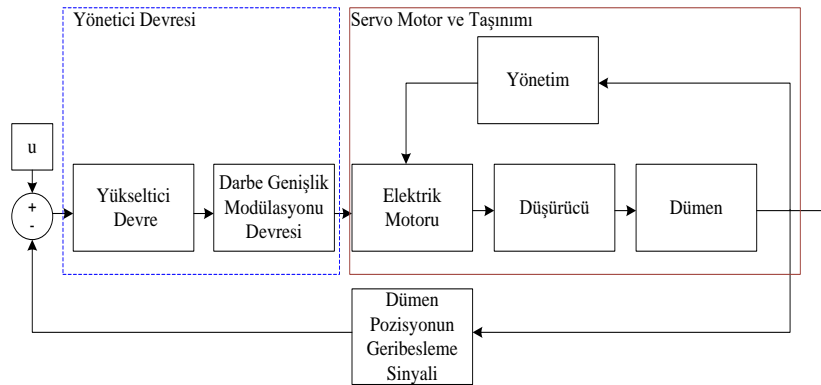 Yönetici Devresi
Servo Motor ve Taşınımı
Yönetim
u
+
-
Yükseltici
Devre
Darbe Genişlik
Modülasyonu
Devresi
Elektrik
Motoru
Düşürücü
Dümen
Dümen
Pozisyonun
Geribesleme
Sinyali